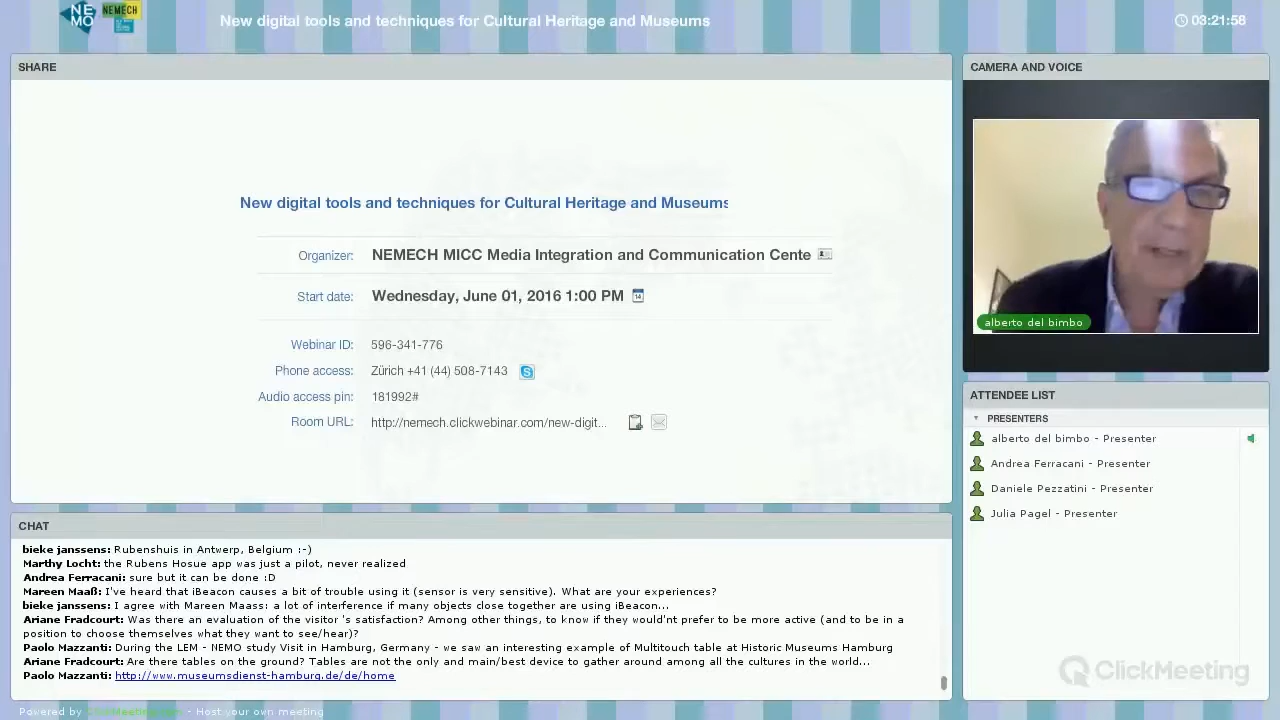 NE
MO
NEMECH
New digital tools and techniques for Cultural Heritage and Museums
03:21:58
SHARE
New digital tools and techniques for Cultural Heritage and Museums
Organizer: NEMECH MICC Media Integration and Communication Cente
Start date: Wednesday, June 01, 2016 1:00 PM
14
Webinar ID: 596-341-776
Phone access: Zürich +41 (44) 508-7143
Audio access pin: 181992#
Room URL: http://nemech.clickwebinar.com/new-digit...
CAMERA AND VOICE
alberto del bimbo
ATTENDEE LIST
PRESENTERS
alberto del bimbo - Presenter
Andrea Ferracani - Presenter
Daniele Pezzatini - Presenter
Julia Pagel - Presenter
CHAT
bieke janssens: Rubenshuis in Antwerp, Belgium :-)
Marthy Locht: the Rubens Hosue app was just a pilot, never realized
Andrea Ferracani: sure but it can be done :D
Mareen Maaß: I've heard that iBeacon causes a bit of trouble using it (sensor is very sensitive). What are your experiences?
bieke janssens: I agree with Mareen Maass: a lot of interference if many objects close together are using iBeacon...
Ariane Fradcourt: Was there an evaluation of the visitor 's satisfaction? Among other things, to know if they would'nt prefer to be more active (and to be in a
position to choose themselves what they want to see/hear)?
Paolo Mazzanti: During the LEM - NEMO study Visit in Hamburg, Germany - we saw an interesting example of Multitouch table at Historic Museums Hamburg
Ariane Fradcourt: Are there tables on the ground? Tables are not the only and main/best device to gather around among all the cultures in the world...
Paolo Mazzanti: http://www.museumsdienst-hamburg.de/de/home
ClickMeeting
Powered by - Host your own meeting